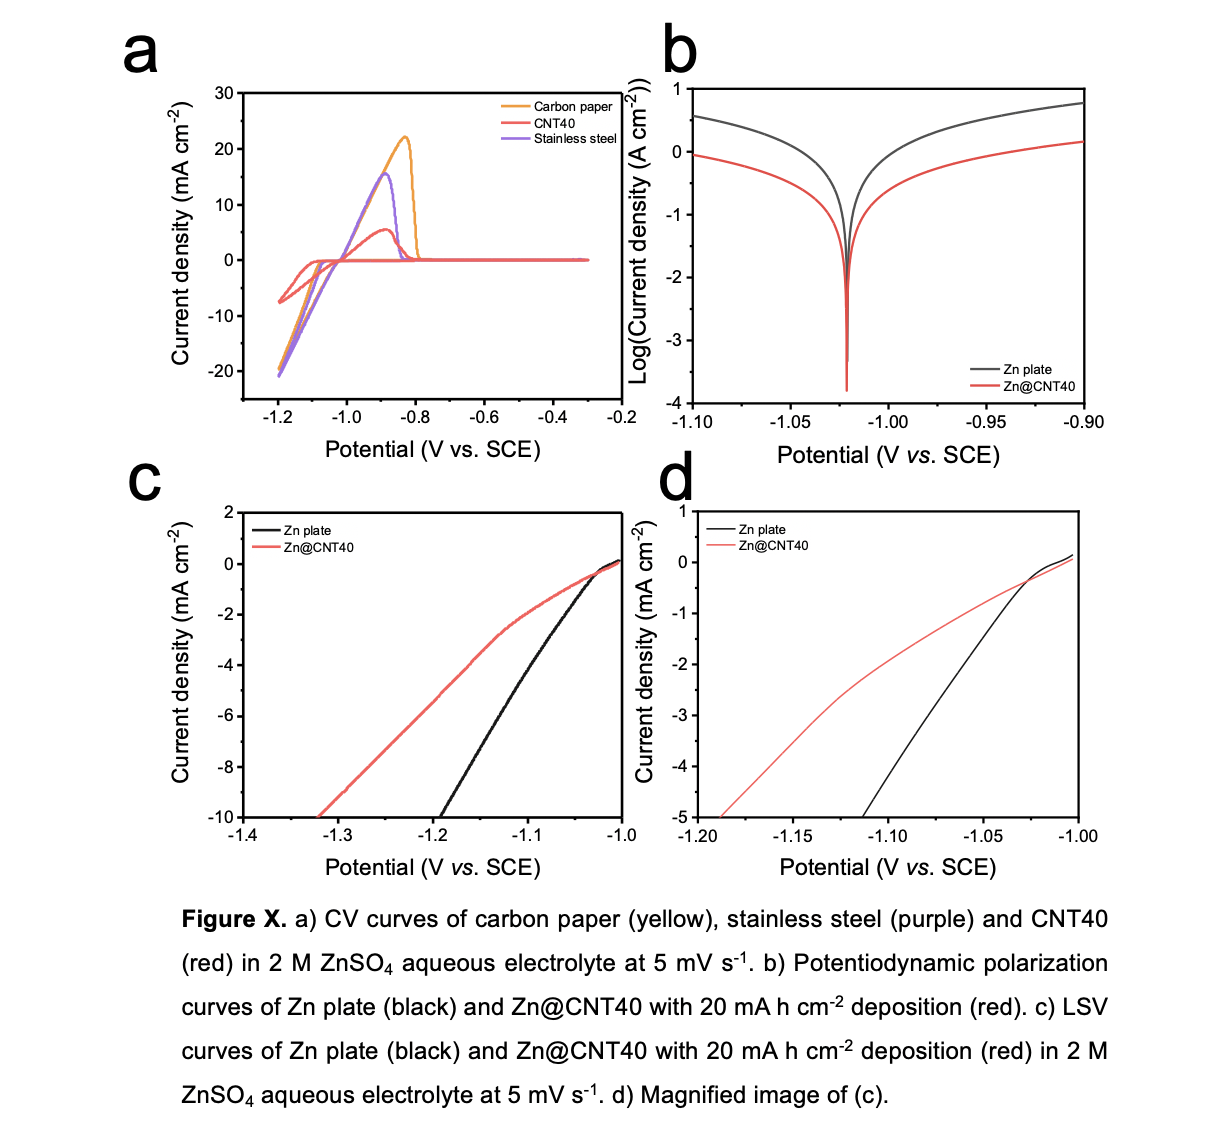 a
30
20
10
0
-10
-20
-1.2 -1.0 -0.8 -0.6 -0.4 -0.2
Current density (mA cm⁻²)
Potential (V vs. SCE)
Carbon paper
CNT40
Stainless steel
b
1
0
-1
-2
-3
-4
-1.10 -1.05 -1.00 -0.95 -0.90
Log(Current density (A cm⁻²))
Potential (V vs. SCE)
Zn plate
Zn@CNT40
c
2
0
-2
-4
-6
-8
-10
-1.4 -1.3 -1.2 -1.1 -1.0
Current density (mA cm⁻²)
Potential (V vs. SCE)
Zn plate
Zn@CNT40
d
1
0
-1
-2
-3
-4
-5
-1.20 -1.15 -1.10 -1.05 -1.00
Current density (mA cm⁻²)
Potential (V vs. SCE)
Zn plate
Zn@CNT40
Figure X. a) CV curves of carbon paper (yellow), stainless steel (purple) and CNT40
(red) in 2 M ZnSO₄ aqueous electrolyte at 5 mV s⁻¹. b) Potentiodynamic polarization
curves of Zn plate (black) and Zn@CNT40 with 20 mA h cm⁻² deposition (red). c) LSV
curves of Zn plate (black) and Zn@CNT40 with 20 mA h cm⁻² deposition (red) in 2 M
ZnSO₄ aqueous electrolyte at 5 mV s⁻¹. d) Magnified image of (c).